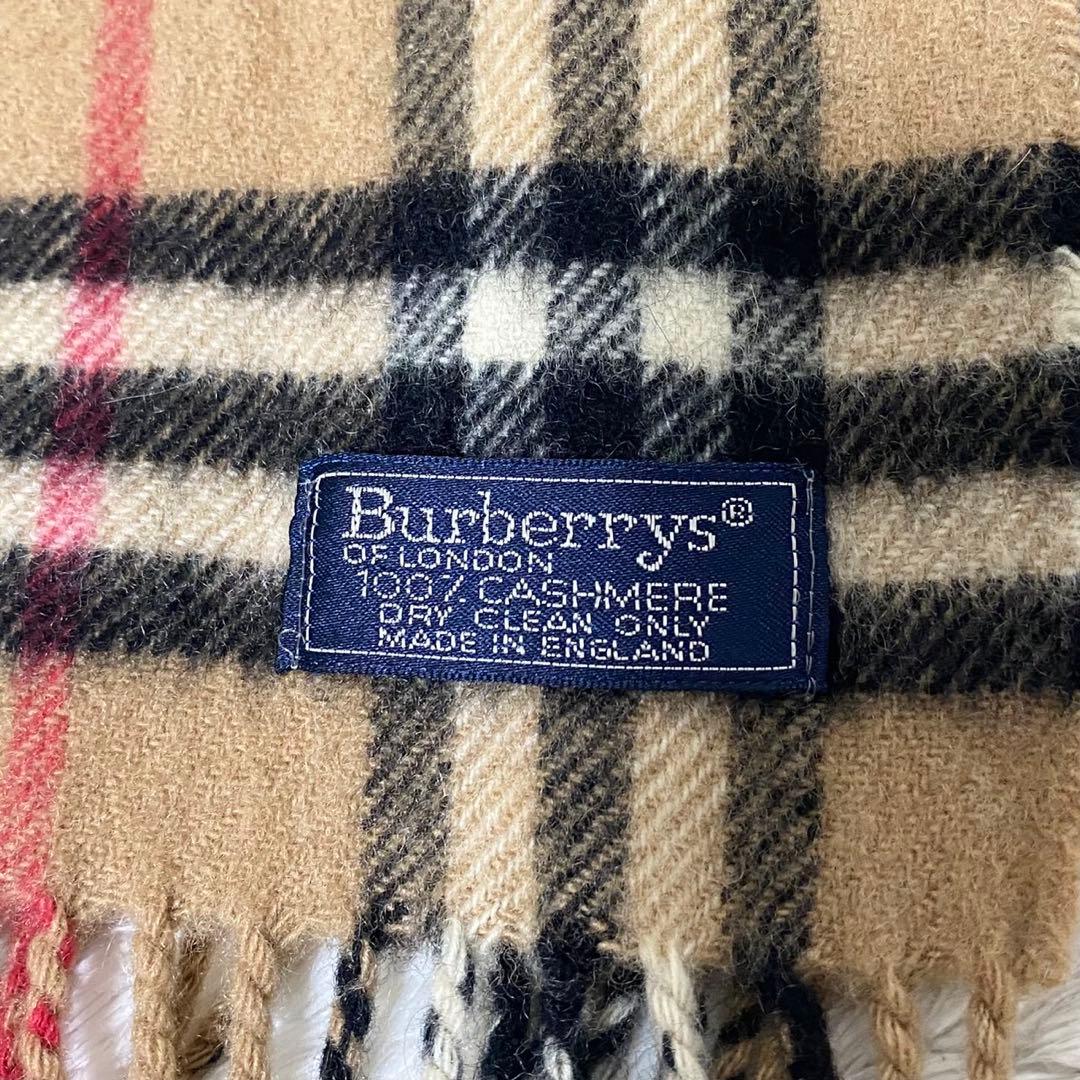 Burberrys®
OF LONDON
100% CASHMERE
DRY CLEAN ONLY
MADE IN ENGLAND